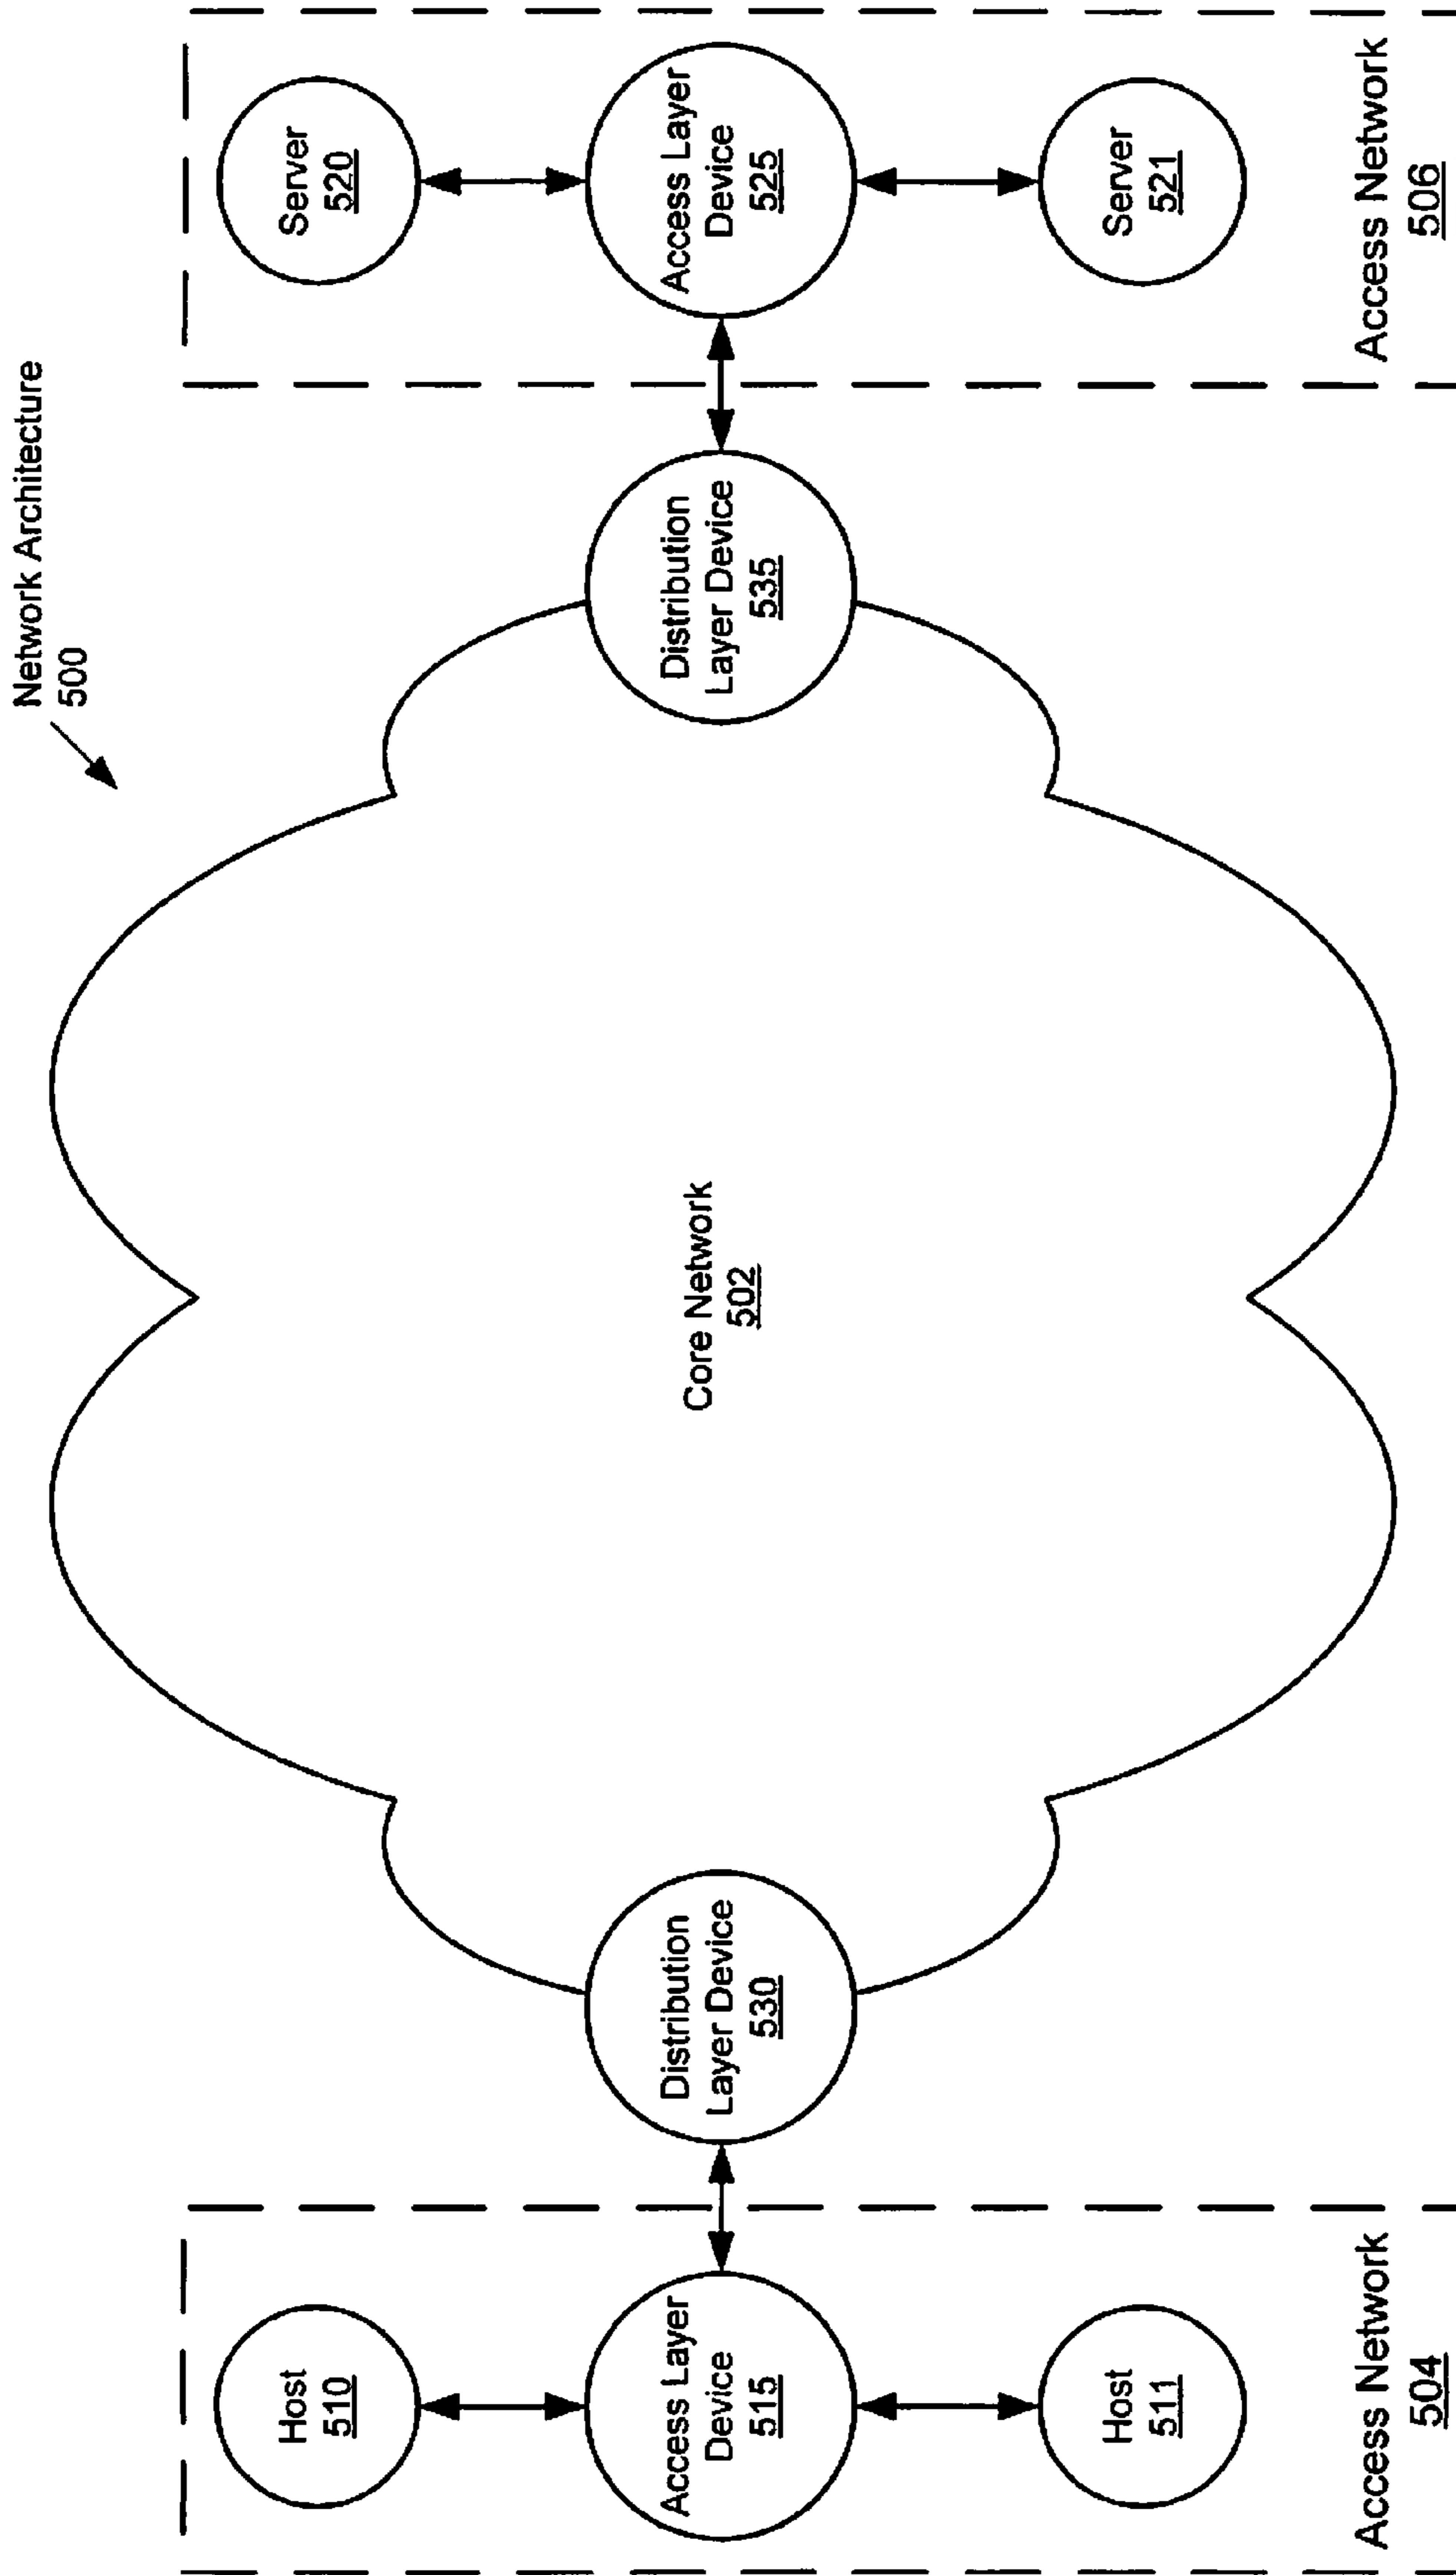 Network Architecture
500
Host
510
Access Layer
Device
515
Host
511
Access Network
504
Distribution
Layer Device
530
Core Network
502
Distribution
Layer Device
535
Server
520
Access Layer
Device
525
Server
521
Access Network
506